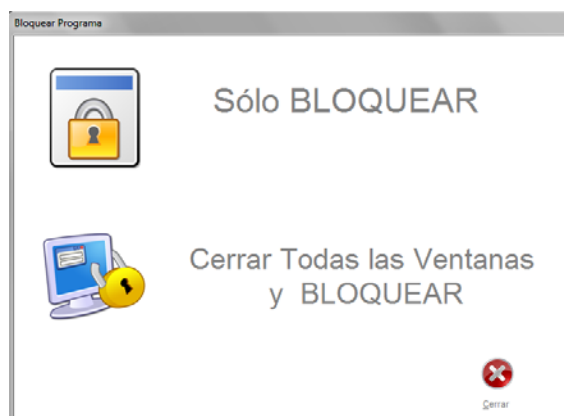 Bloquear Programa
Sólo BLOQUEAR
Cerrar Todas las Ventanas
y BLOQUEAR
Cerrar